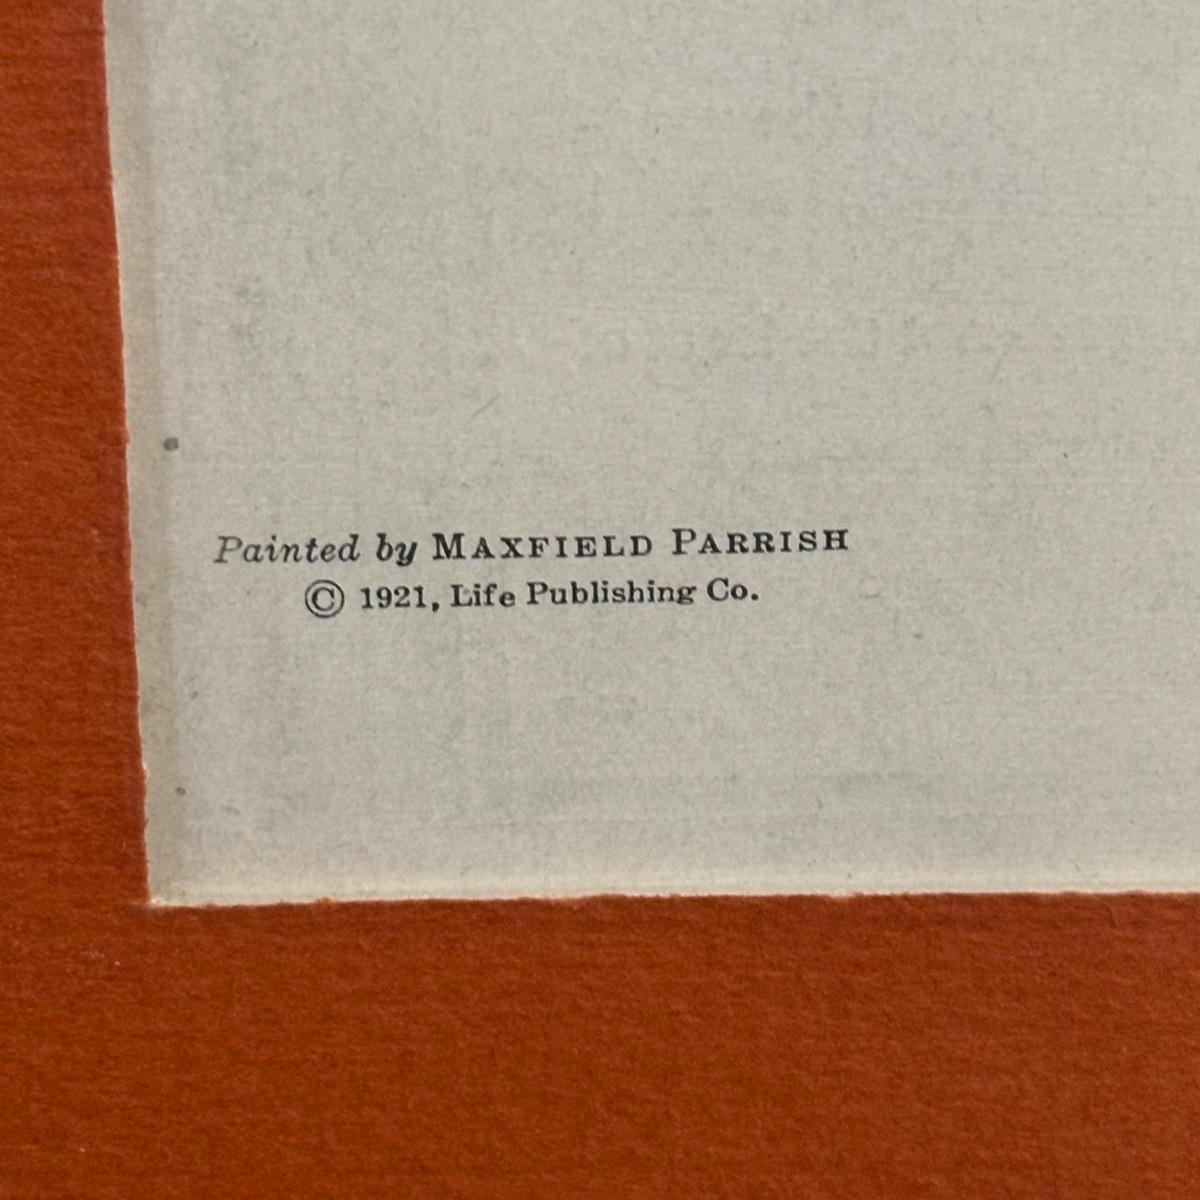 Painted by MAXFIELD PARRISH
© 1921, Life Publishing Co.